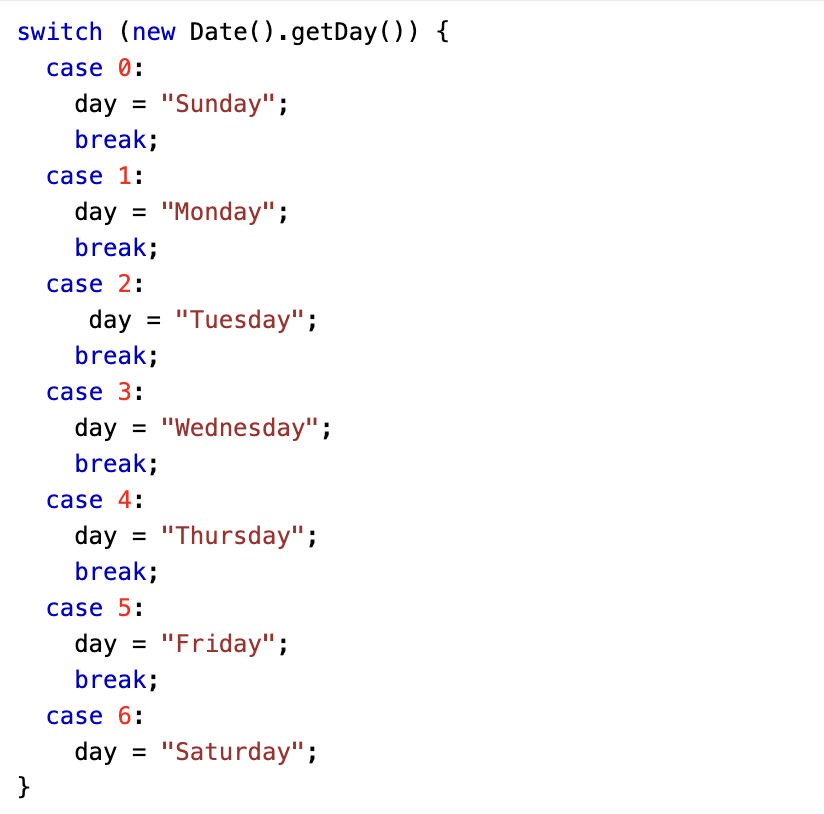 switch (new Date().getDay()) {
  case 0:
    day = "Sunday";
    break;
  case 1:
    day = "Monday";
    break;
  case 2:
     day = "Tuesday";
    break;
  case 3:
    day = "Wednesday";
    break;
  case 4:
    day = "Thursday";
    break;
  case 5:
    day = "Friday";
    break;
  case 6:
    day = "Saturday";
}